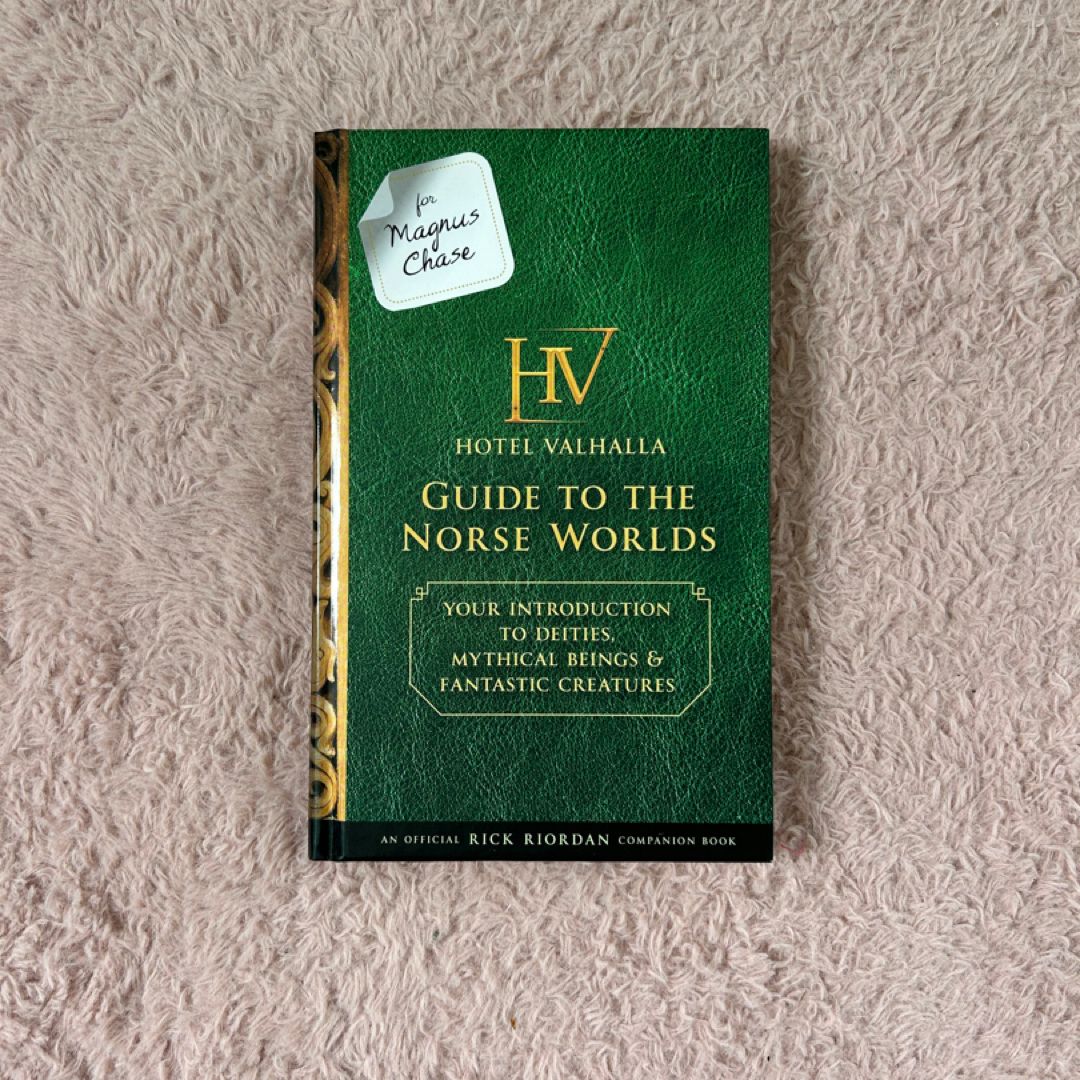 for
Magnus
Chase
HV
HOTEL VALHALLA
GUIDE TO THE
NORSE WORLDS
YOUR INTRODUCTION
TO DEITIES,
MYTHICAL BEINGS &
FANTASTIC CREATURES
AN OFFICIAL RICK RIORDAN COMPANION BOOK